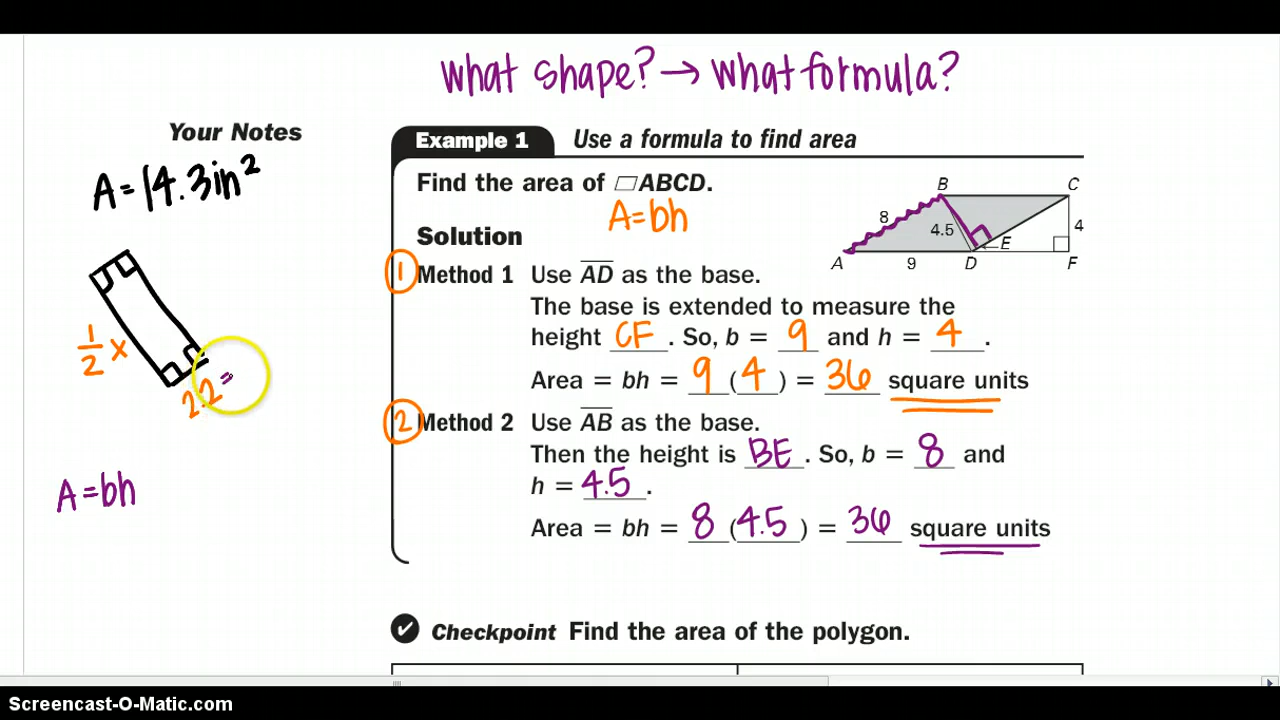 what shape? → what formula?
Your Notes
A = 14.3in²
1/2 x
2.2 =
A = bh
Example 1 Use a formula to find area
Find the area of ▱ABCD.
A = bh
B
C
8
4.5
4
E
A
9
D
F
Solution
1 Method 1 Use AD as the base.
The base is extended to measure the
height CF. So, b = 9 and h = 4.
Area = bh = 9 (4) = 36 square units
2 Method 2 Use AB as the base.
Then the height is BE. So, b = 8 and
h = 4.5.
Area = bh = 8 (4.5) = 36 square units
Checkpoint Find the area of the polygon.
Screencast-O-Matic.com